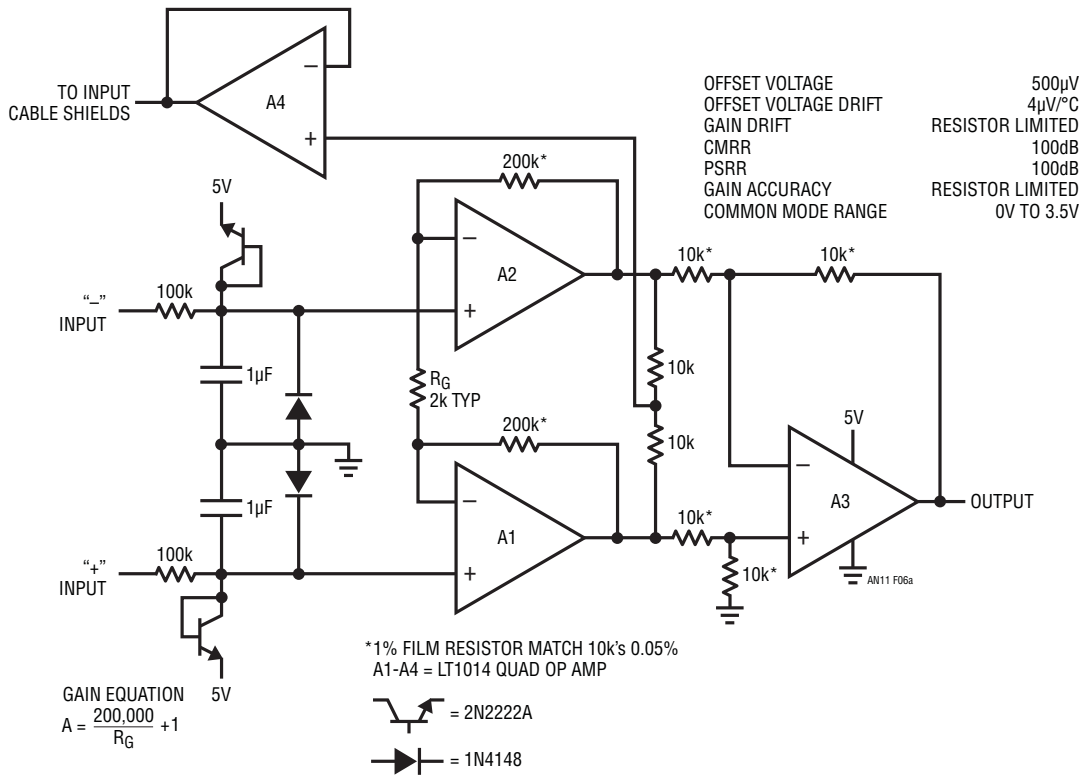 TO INPUT
CABLE SHIELDS
–
A4
+
OFFSET VOLTAGE 500µV
OFFSET VOLTAGE DRIFT 4µV/°C
GAIN DRIFT RESISTOR LIMITED
CMRR 100dB
PSRR 100dB
GAIN ACCURACY RESISTOR LIMITED
COMMON MODE RANGE 0V TO 3.5V
5V
200k*
–
A2
+
10k*
10k*
“–”
INPUT
100k
1µF
RG
2k TYP
10k
10k
200k*
5V
–
A3
+
OUTPUT
AN11 F06a
1µF
–
A1
+
10k*
10k*
“+”
INPUT
100k
5V
*1% FILM RESISTOR MATCH 10k's 0.05%
A1-A4 = LT1014 QUAD OP AMP
= 2N2222A
= 1N4148
GAIN EQUATION
A = 200,000 / RG +1